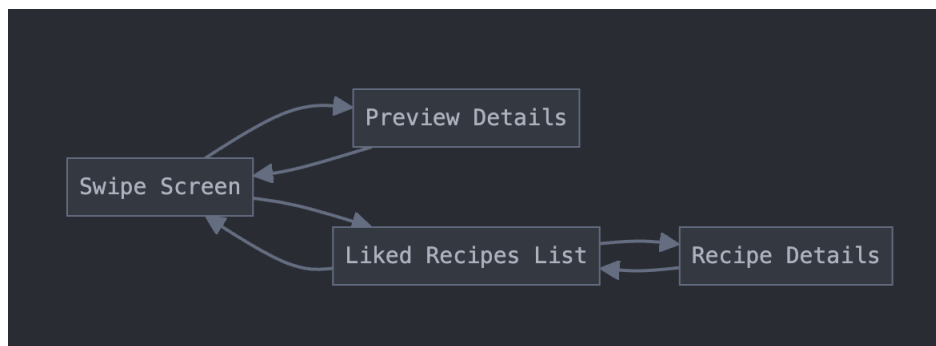 Preview Details
Swipe Screen
Liked Recipes List
Recipe Details